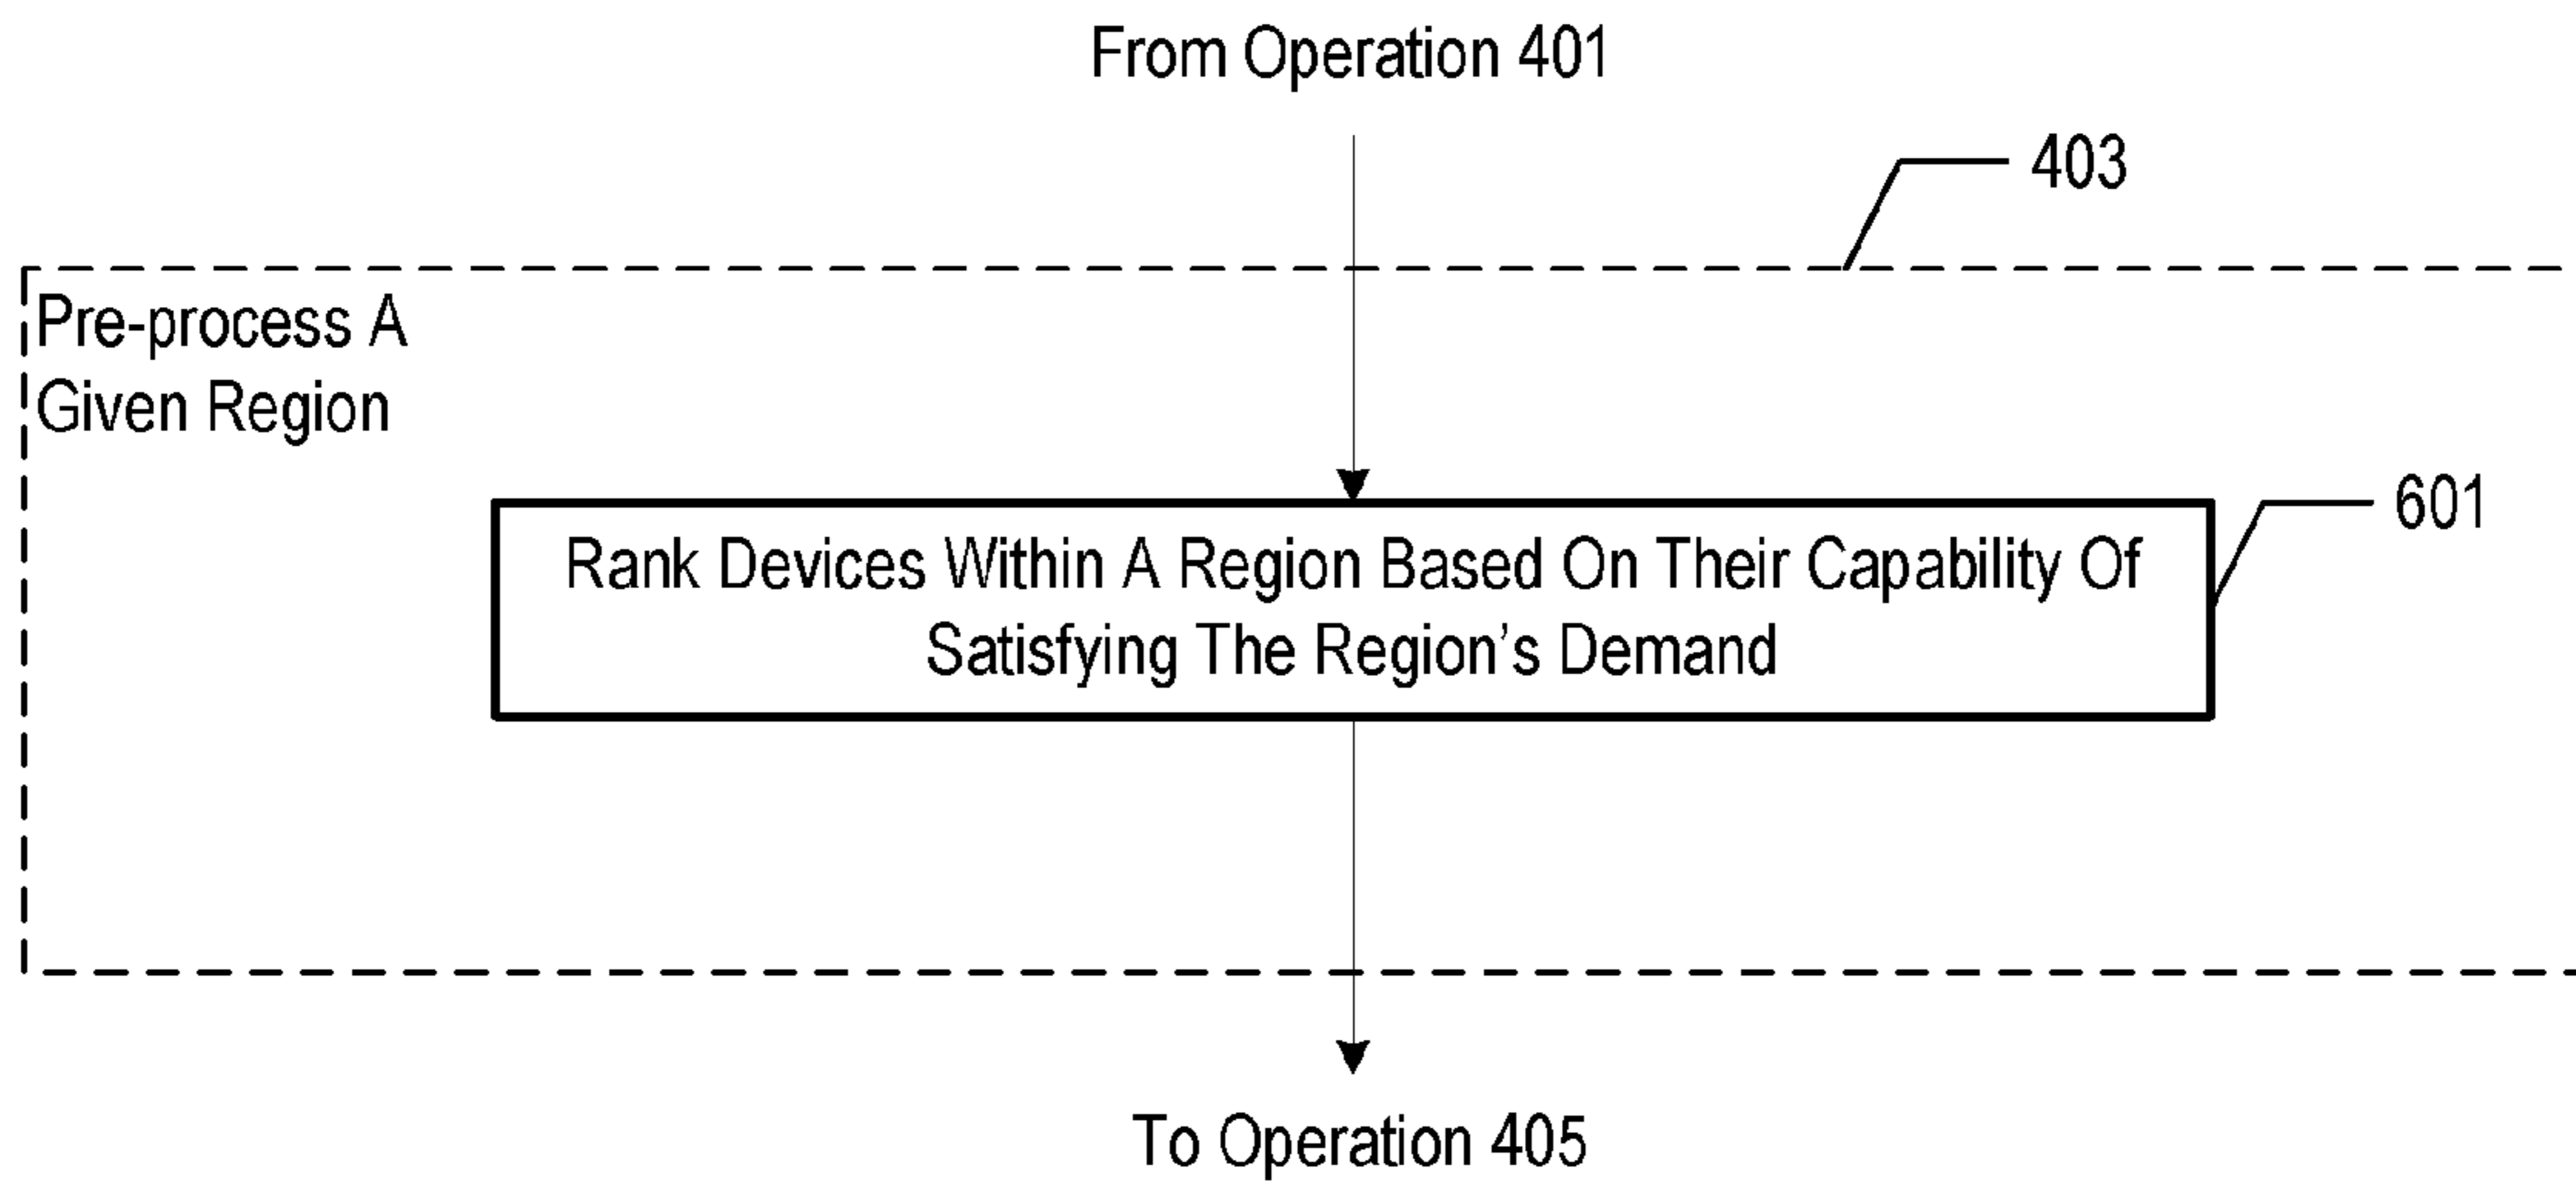 From Operation 401
403
Pre-process A
Given Region
601
Rank Devices Within A Region Based On Their Capability Of
Satisfying The Region's Demand
To Operation 405